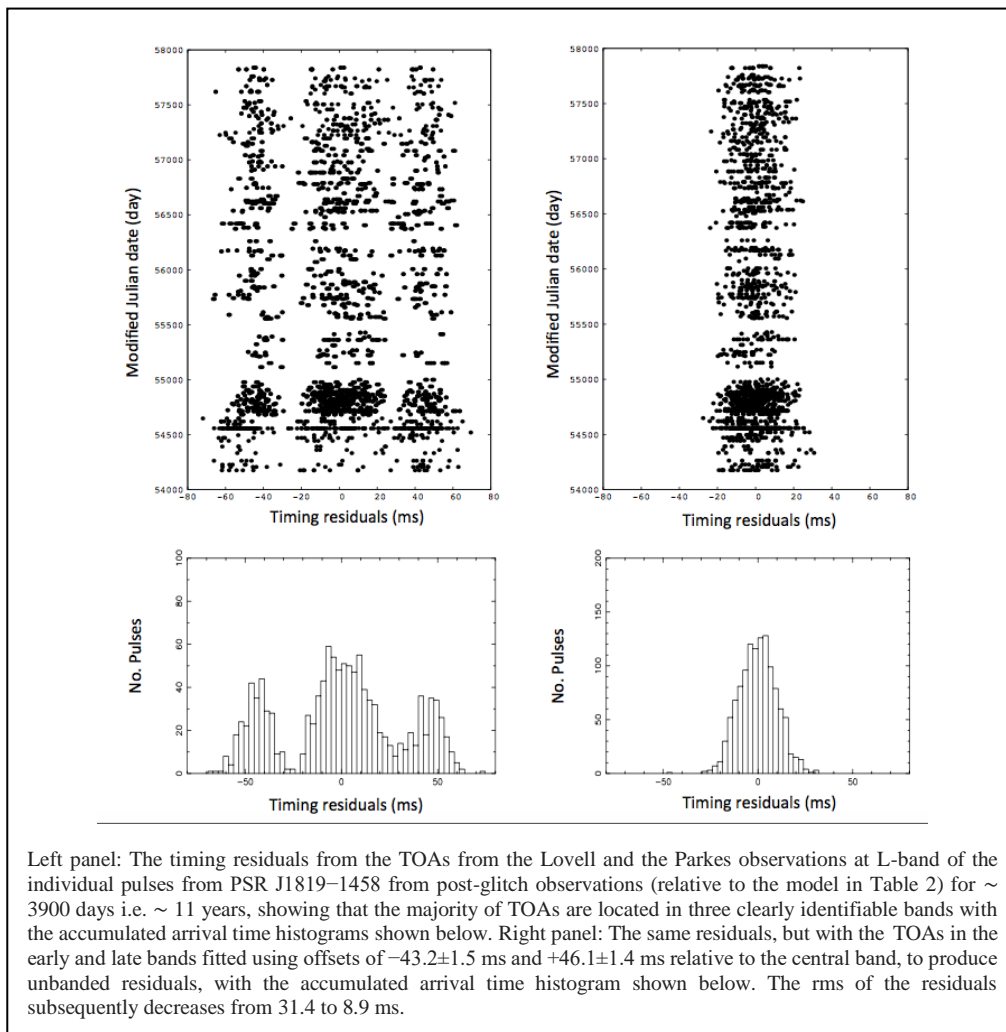 58000
57500
57000
56500
56000
55500
55000
54500
54000
Modified Julian date (day)
-80 -60 -40 -20 0 20 40 60 80
Timing residuals (ms)
58000
57500
57000
56500
56000
55500
55000
54500
54000
Modified Julian date (day)
-80 -60 -40 -20 0 20 40 60 80
Timing residuals (ms)
100
80
60
40
20
0
No. Pulses
-50 0 50
Timing residuals (ms)
200
150
100
50
0
No. Pulses
-50 0 50
Timing residuals (ms)
Left panel: The timing residuals from the TOAs from the Lovell and the Parkes observations at L-band of the
individual pulses from PSR J1819−1458 from post-glitch observations (relative to the model in Table 2) for ∼
3900 days i.e. ∼ 11 years, showing that the majority of TOAs are located in three clearly identifiable bands with
the accumulated arrival time histograms shown below. Right panel: The same residuals, but with the TOAs in the
early and late bands fitted using offsets of −43.2±1.5 ms and +46.1±1.4 ms relative to the central band, to produce
unbanded residuals, with the accumulated arrival time histogram shown below. The rms of the residuals
subsequently decreases from 31.4 to 8.9 ms.